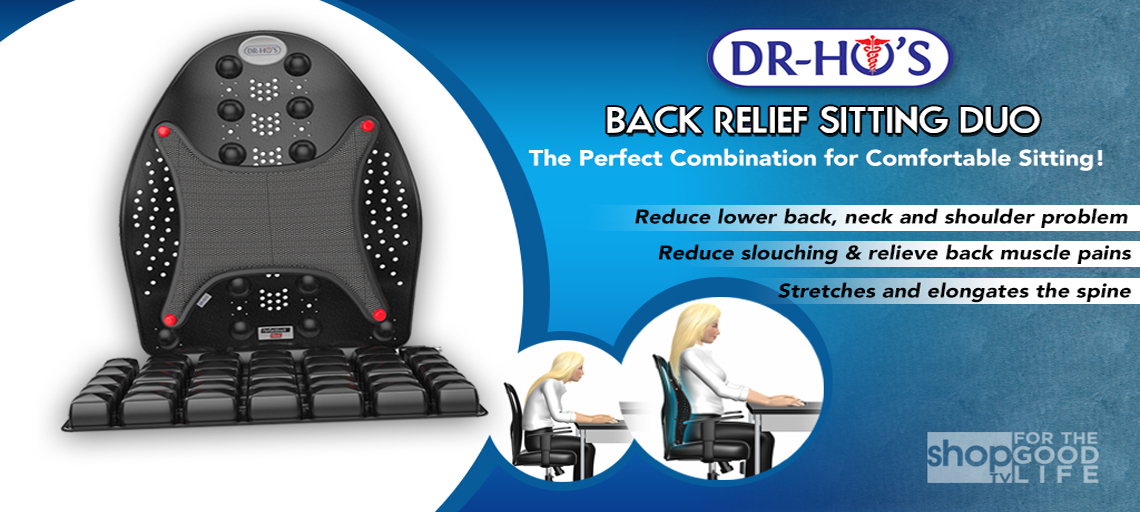 DR-HO'S
DR-HO'S
BACK RELIEF SITTING DUO
The Perfect Combination for Comfortable Sitting!
Reduce lower back, neck and shoulder problem
Reduce slouching & relieve back muscle pains
Stretches and elongates the spine
shop TV
FOR THE
GOOD
LIFE